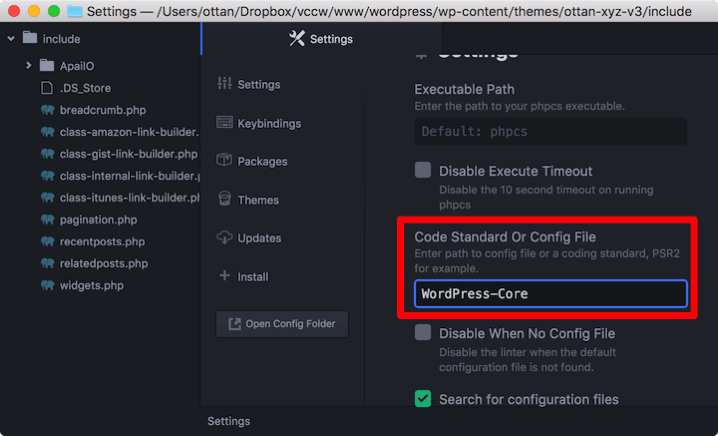 Settings — /Users/ottan/Dropbox/vccw/www/wordpress/wp-content/themes/ottan-xyz-v3/include
include
ApaiIO
.DS_Store
breadcrumb.php
class-amazon-link-builder.
class-gist-link-builder.php
class-internal-link-builder.p
class-itunes-link-builder.ph
pagination.php
recentposts.php
relatedposts.php
widgets.php
Settings
Settings
Keybindings
Packages
Themes
Updates
Install
Open Config Folder
Settings
Executable Path
Enter the path to your phpcs executable.
Default: phpcs
Disable Execute Timeout
Disable the 10 second timeout on running
phpcs
Code Standard Or Config File
Enter path to config file or a coding standard, PSR2
for example.
WordPress-Core
Disable When No Config File
Disable the linter when the default
configuration file is not found.
Search for configuration files
Settings